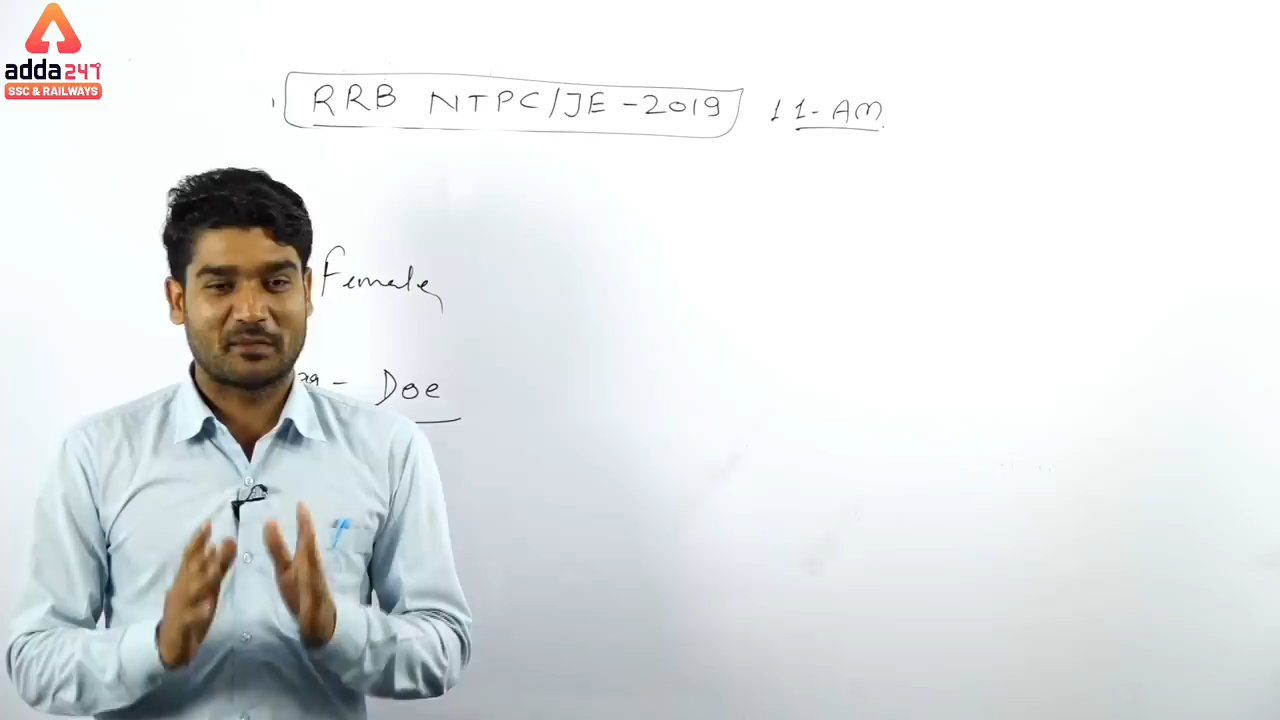 adda247
SSC & RAILWAYS
RRB NTPC/JE-2019 11-AM
Female
- Doe